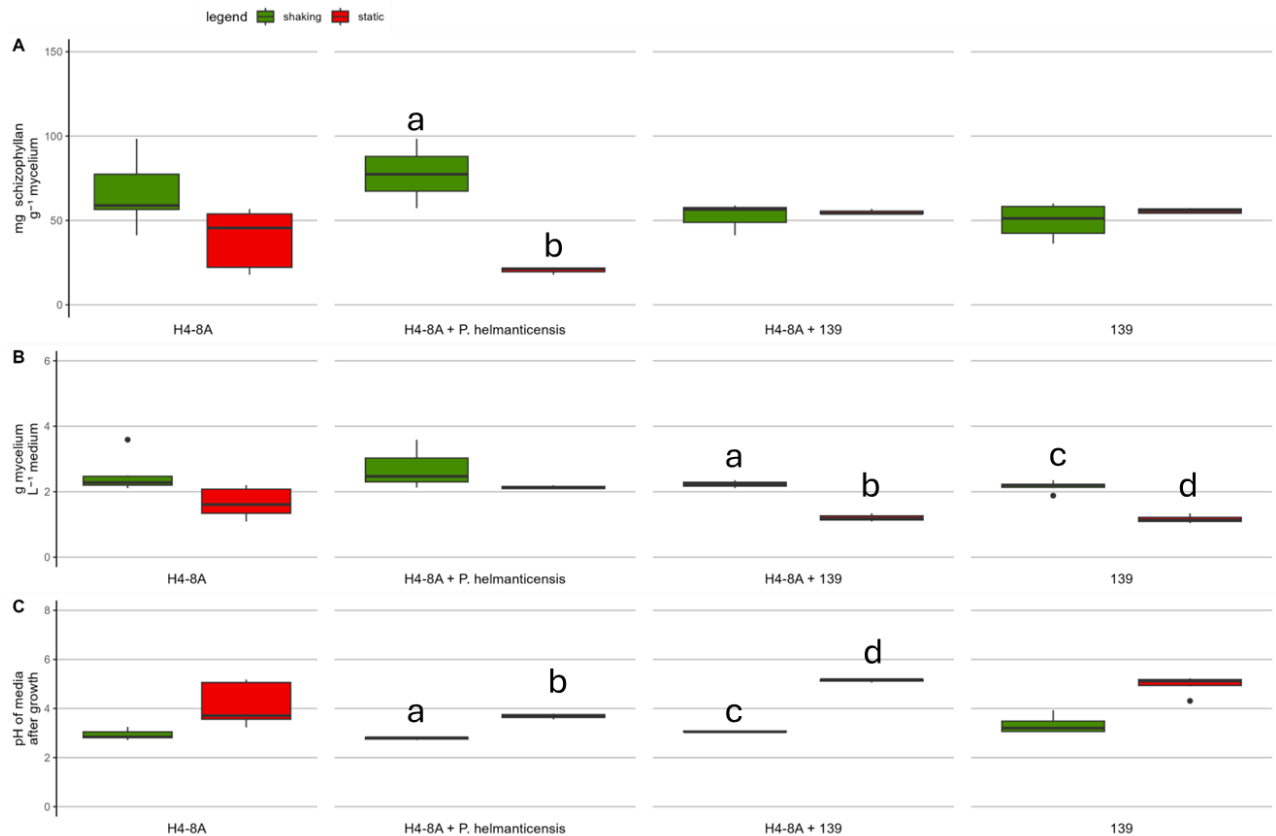 legend shaking static
A
150
100
50
0
mg schizophyllan
g⁻¹ mycelium
a
b
H4-8A
H4-8A + P. helmanticensis
H4-8A + 139
139
B
6
4
2
0
g mycelium
L⁻¹ medium
a
b
c
d
H4-8A
H4-8A + P. helmanticensis
H4-8A + 139
139
C
8
6
4
2
0
pH of media
after growth
a
b
c
d
H4-8A
H4-8A + P. helmanticensis
H4-8A + 139
139